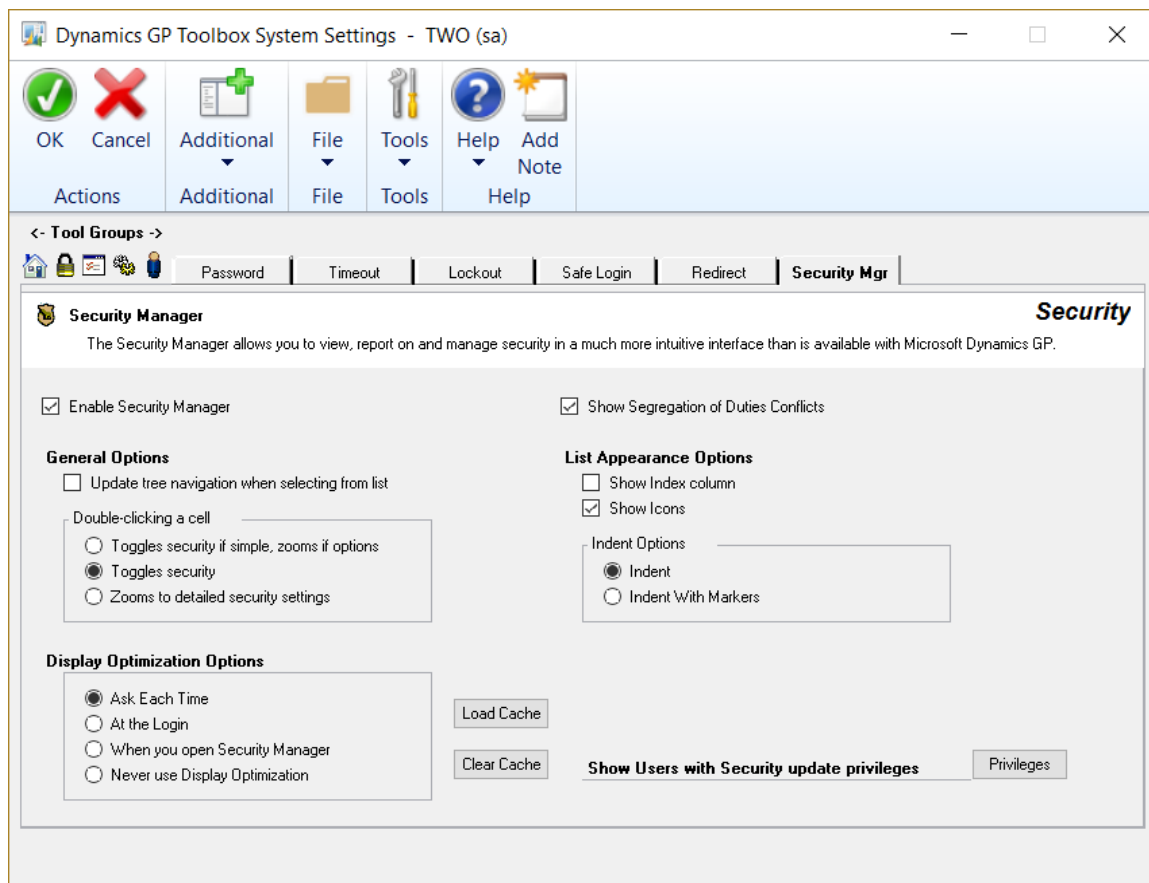 Dynamics GP Toolbox System Settings  -  TWO (sa)
OK Cancel Additional File Tools Help Add Note
Actions Additional File Tools Help
<- Tool Groups ->
Password Timeout Lockout Safe Login Redirect Security Mgr
Security Manager
Security
The Security Manager allows you to view, report on and manage security in a much more intuitive interface than is available with Microsoft Dynamics GP.
Enable Security Manager
Show Segregation of Duties Conflicts
General Options
Update tree navigation when selecting from list
Double-clicking a cell
Toggles security if simple, zooms if options
Toggles security
Zooms to detailed security settings
List Appearance Options
Show Index column
Show Icons
Indent Options
Indent
Indent With Markers
Display Optimization Options
Ask Each Time
At the Login
When you open Security Manager
Never use Display Optimization
Load Cache
Clear Cache
Show Users with Security update privileges
Privileges